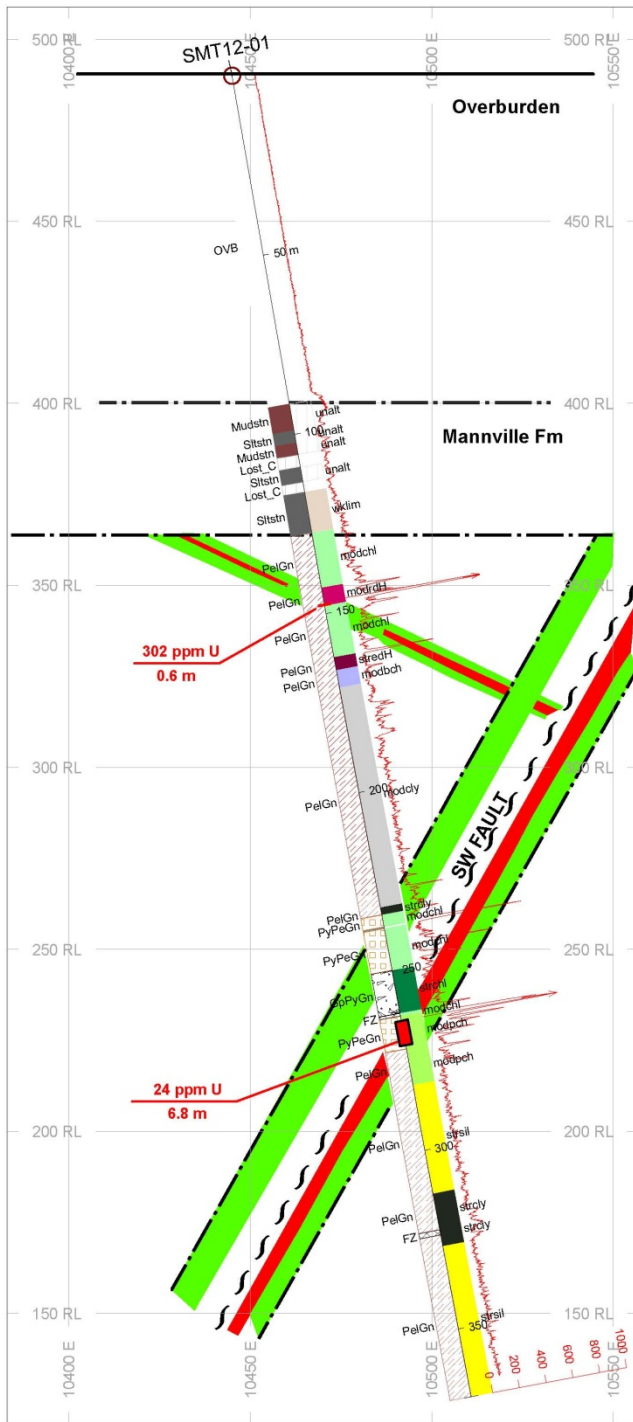 10400 E
10450 E
10500 E
10550 E
500 RL
500 RL
SMT12-01
Overburden
450 RL
450 RL
OVB
50 m
400 RL
400 RL
Mannville Fm
Mudstn
unalt
100
Sltstn
unalt
Mudstn
unalt
Lost_C
Sltstn
unalt
Lost_C
Sltstn
wklim
PelGn
modchl
350 RL
350 RL
PelGn
modrdH
150
PelGn
modchl
302 ppm U
0.6 m
PelGn
stredH
PelGn
modbch
300 RL
300 RL
PelGn
200
modcly
SW FAULT
strcly
PelGn
modchl
PyPeGn
250 RL
250 RL
PyPeGn
modchl
250
GpPyGn
strchl
FZ
modchl
PyPeGn
modpch
PelGn
modpch
24 ppm U
6.8 m
200 RL
200 RL
PelGn
strsil
300
PelGn
strcly
FZ
strcly
150 RL
150 RL
PelGn
strsil
350
0
200
400
600
800
1000
10400 E
10450 E
10500 E